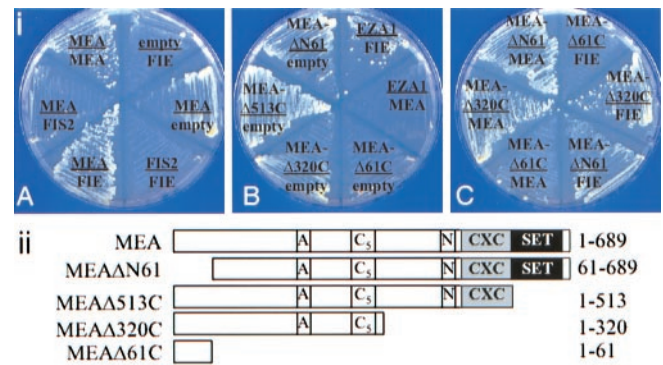 i
MEA
MEA
empty
FIE
MEA
FIS2
MEA
empty
MEA
FIE
FIS2
FIE
A
MEA-
ΔN61
empty
EZA1
FIE
MEA-
Δ513C
empty
EZA1
MEA
MEA-
Δ320C
empty
MEA-
Δ61C
empty
B
MEA-
ΔN61
MEA
MEA-
Δ61C
FIE
MEA-
Δ320C
MEA
MEA-
Δ320C
FIE
MEA-
Δ61C
MEA
MEA-
ΔN61
FIE
C
ii
MEA A C5 N CXC SET 1-689
MEAΔN61 A C5 N CXC SET 61-689
MEAΔ513C A C5 N CXC 1-513
MEAΔ320C A C5 1-320
MEAΔ61C 1-61